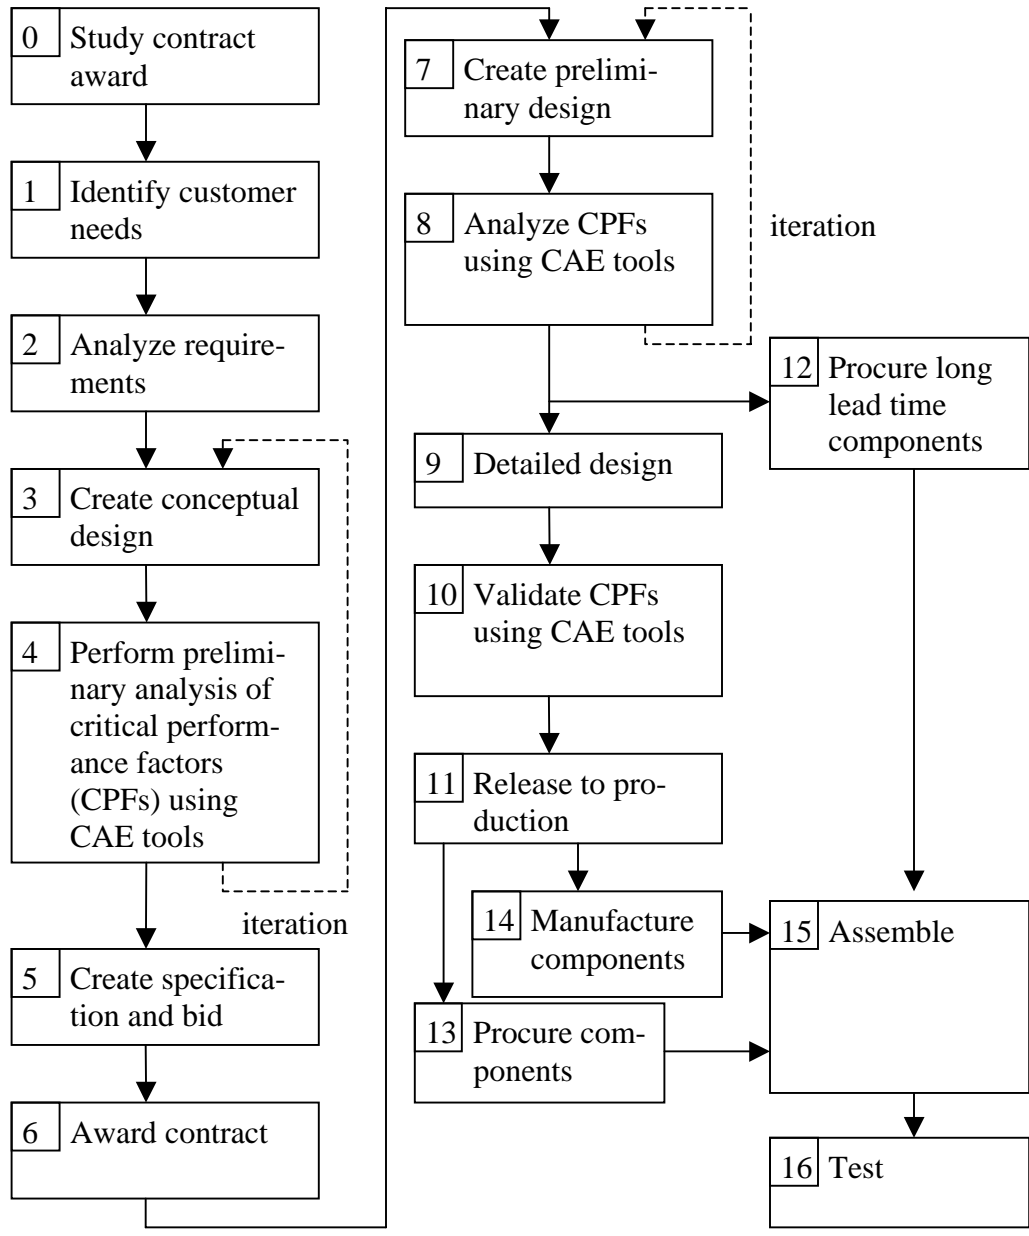 0 Study contract
award
1 Identify customer
needs
2 Analyze require-
ments
3 Create conceptual
design
4 Perform prelimi-
nary analysis of
critical perform-
ance factors
(CPFs) using
CAE tools
iteration
5 Create specifica-
tion and bid
6 Award contract
7 Create prelimi-
nary design
8 Analyze CPFs
using CAE tools
iteration
9 Detailed design
10 Validate CPFs
using CAE tools
11 Release to pro-
duction
12 Procure long
lead time
components
14 Manufacture
components
13 Procure com-
ponents
15 Assemble
16 Test